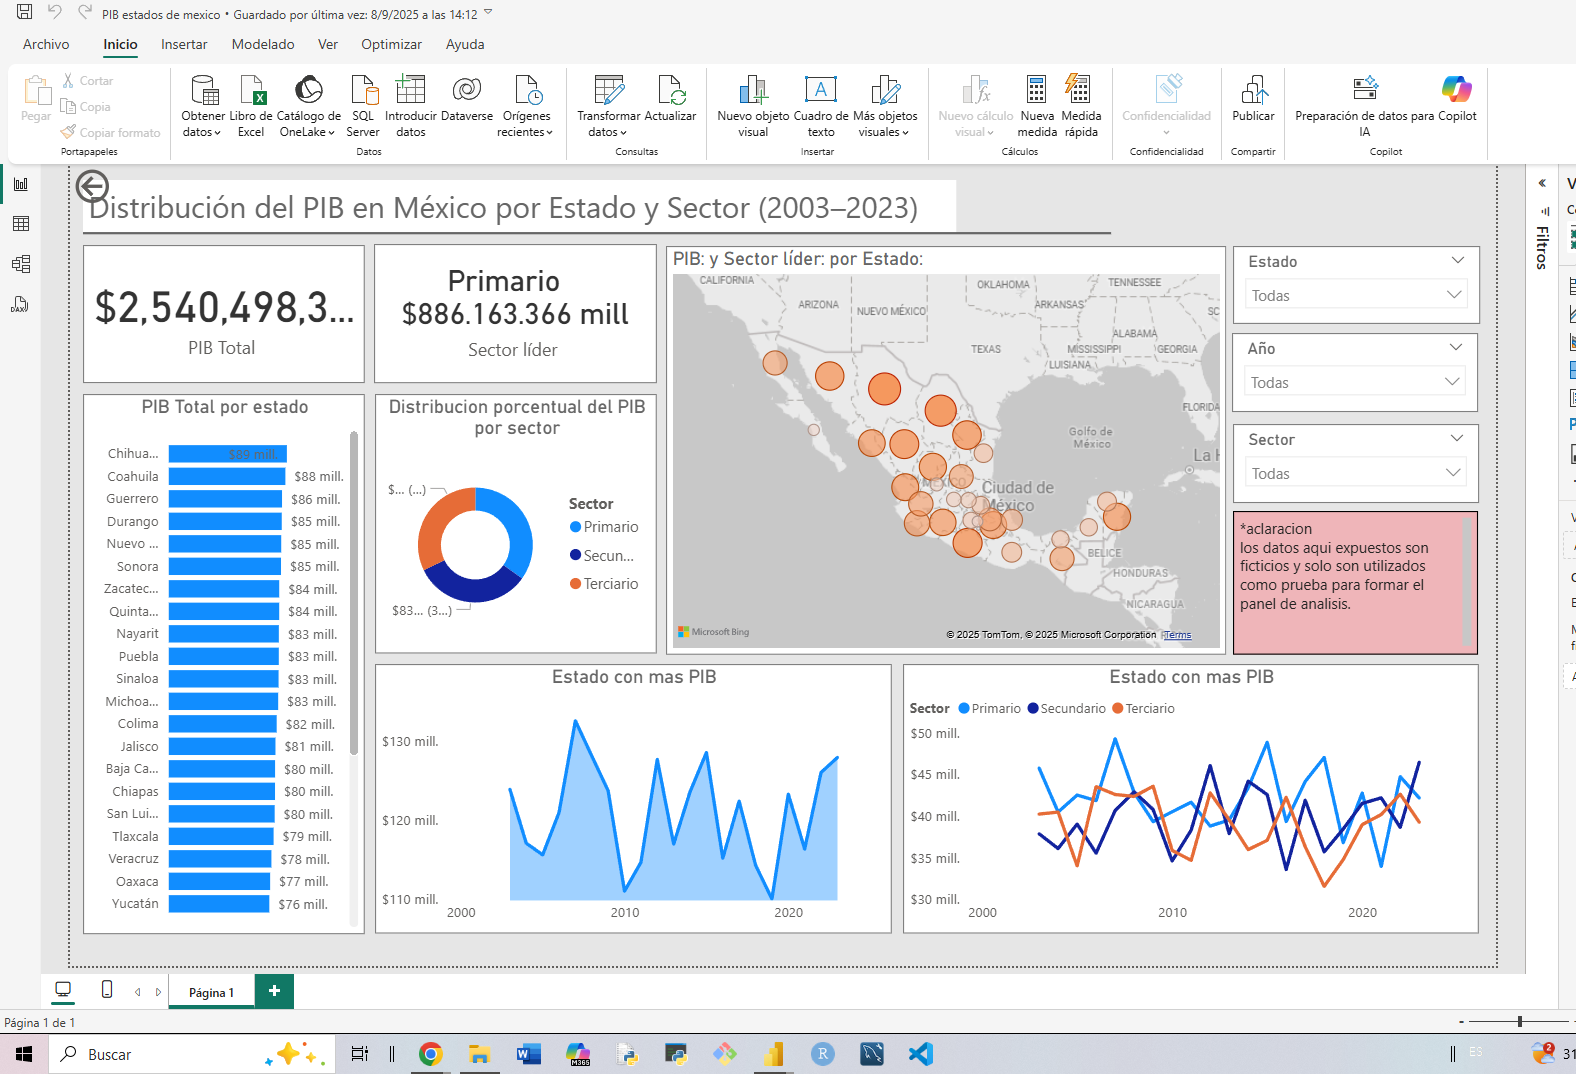 PIB estados de mexico • Guardado por última vez: 8/9/2025 a las 14:12
Archivo Inicio Insertar Modelado Ver Optimizar Ayuda
Pegar
Cortar
Copia
Copiar formato
Portapapeles
Obtener datos
Libro de Excel
Catálogo de OneLake
SQL Server
Introducir datos
Dataverse
Orígenes recientes
Datos
Transformar datos
Actualizar
Consultas
Nuevo objeto visual
Cuadro de texto
Más objetos visuales
Insertar
Nuevo cálculo visual
Nueva medida
Medida rápida
Cálculos
Confidencialidad
Confidencialidad
Publicar
Compartir
Preparación de datos para IA
Copilot
Copilot
Distribución del PIB en México por Estado y Sector (2003–2023)
$2,540,498,3...
PIB Total
Primario
$886.163.366 mill
Sector líder
PIB Total por estado
Chihua... $89 mill.
Coahuila $88 mill.
Guerrero $86 mill.
Durango $85 mill.
Nuevo ... $85 mill.
Sonora $85 mill.
Zacatec... $84 mill.
Quinta... $84 mill.
Nayarit $83 mill.
Puebla $83 mill.
Sinaloa $83 mill.
Michoa... $83 mill.
Colima $82 mill.
Jalisco $81 mill.
Baja Ca... $80 mill.
Chiapas $80 mill.
San Lui... $80 mill.
Tlaxcala $79 mill.
Veracruz $78 mill.
Oaxaca $77 mill.
Yucatán $76 mill.
Distribucion porcentual del PIB
por sector
$... (...)
$83... (3...)
Sector
Primario
Secun...
Terciario
PIB: y Sector líder: por Estado:
CALIFORNIA
ARIZONA
NUEVO MÉXICO
OKLAHOMA
TENNESSEE
ARKANSAS
SC
ALABAMA
TEXAS
MISSISSIPPI
GEORGIA
LUISIANA
FLORIDA
Golfo de
México
La H
MÉXICO
Ciudad de
México
BELICE
HONDURAS
NICARAGUA
Microsoft Bing
© 2025 TomTom, © 2025 Microsoft Corporation Terms
Estado
Todas
Año
Todas
Sector
Todas
*aclaracion
los datos aqui expuestos son
ficticios y solo son utilizados
como prueba para formar el
panel de analisis.
Filtros
Estado con mas PIB
$130 mill.
$120 mill.
$110 mill.
2000 2010 2020
Estado con mas PIB
Sector Primario Secundario Terciario
$50 mill.
$45 mill.
$40 mill.
$35 mill.
$30 mill.
2000 2010 2020
Página 1
Página 1 de 1
Buscar
M365
R
ES
2
31
DAX